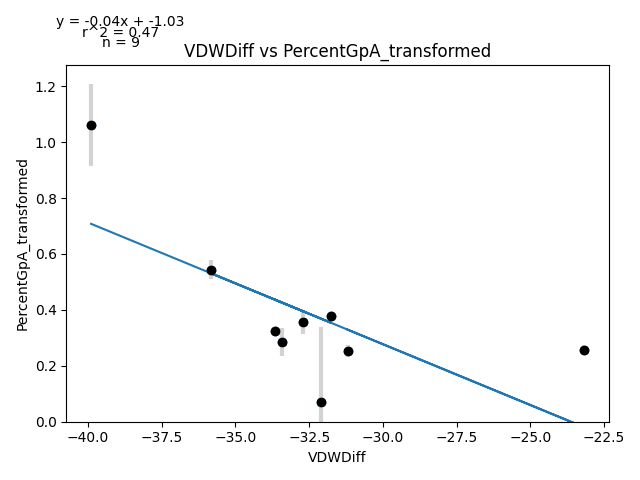 y = -0.04x + -1.03
r^2 = 0.47
n = 9
VDWDiff vs PercentGpA_transformed
PercentGpA_transformed
1.2
1.0
0.8
0.6
0.4
0.2
0.0
−40.0 −37.5 −35.0 −32.5 −30.0 −27.5 −25.0 −22.5
VDWDiff